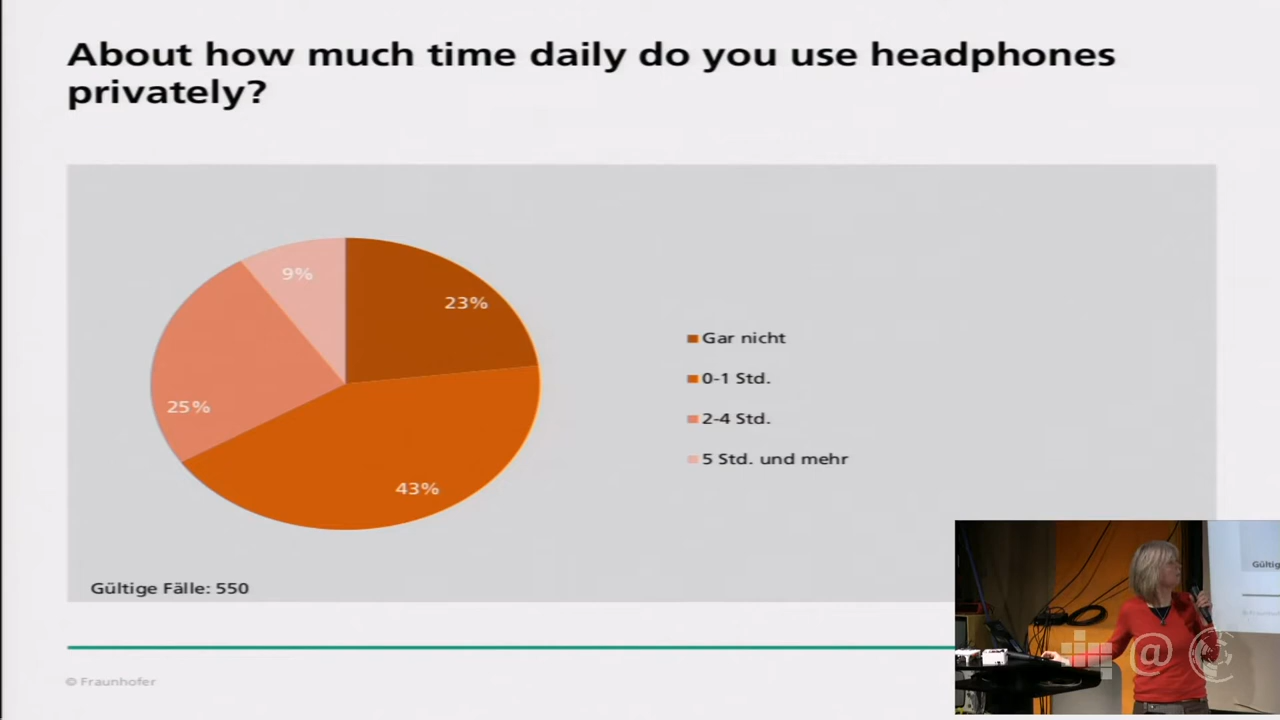 About how much time daily do you use headphones
privately?
9%
23%
25%
43%
Gar nicht
0-1 Std.
2-4 Std.
5 Std. und mehr
Gültige Fälle: 550
© Fraunhofer
Gültig
@